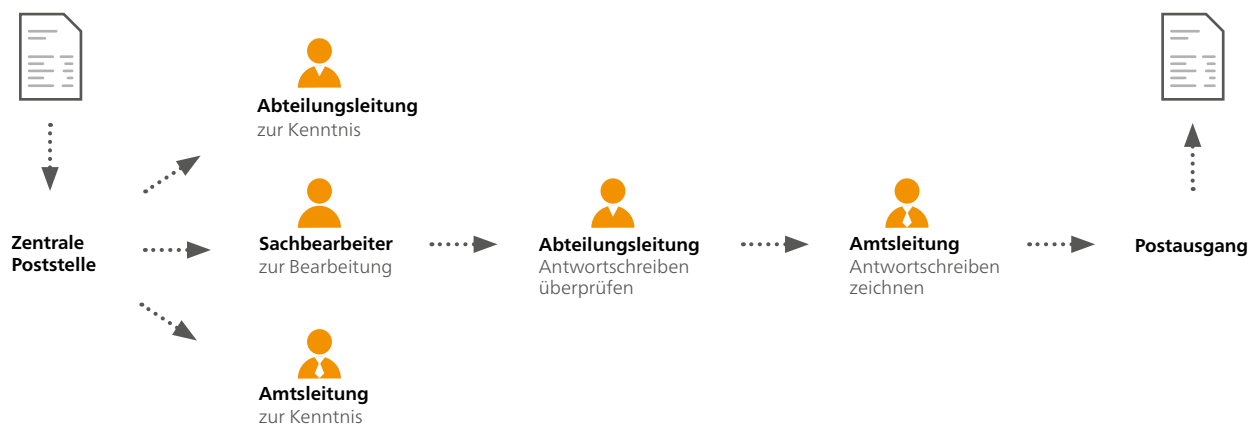 Abteilungsleitung
zur Kenntnis
Zentrale
Poststelle
Sachbearbeiter
zur Bearbeitung
Abteilungsleitung
Antwortschreiben
überprüfen
Amtsleitung
Antwortschreiben
zeichnen
Postausgang
Amtsleitung
zur Kenntnis